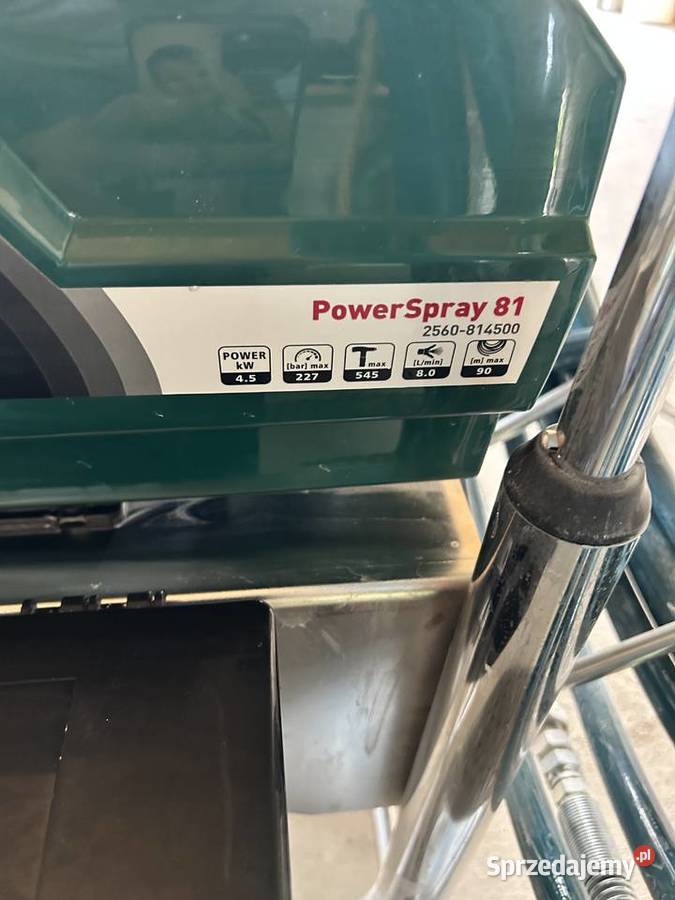 PowerSpray 81
2560-814500
POWER kW 4.5
[bar] max 227
T max 545
[L/min] 8.0
[m] max 90
Sprzedajemy.pl